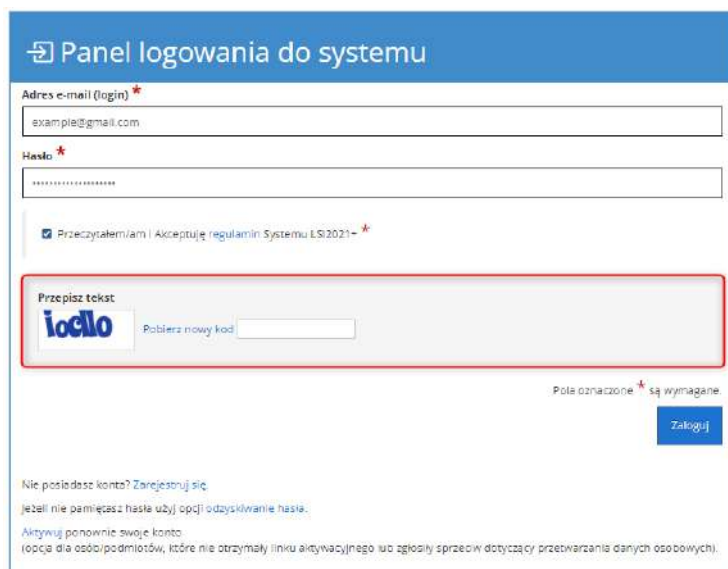 Panel logowania do systemu
Adres e-mail (login) *
example@gmail.com
Hasło *
Przeczytałem/am i Akceptuję regulamin Systemu LSI2021+ *
Przepisz tekst
Pobierz nowy kod
Pola oznaczone * są wymagane.
Zaloguj
Nie posiadasz konta? Zarejestruj się.
Jeżeli nie pamiętasz hasła użyj opcji odzyskiwanie hasła.
Aktywuj ponownie swoje konto
(opcja dla osób/podmiotów, które nie otrzymały linku aktywacyjnego lub zgłosiły sprzeciw dotyczący przetwarzania danych osobowych).